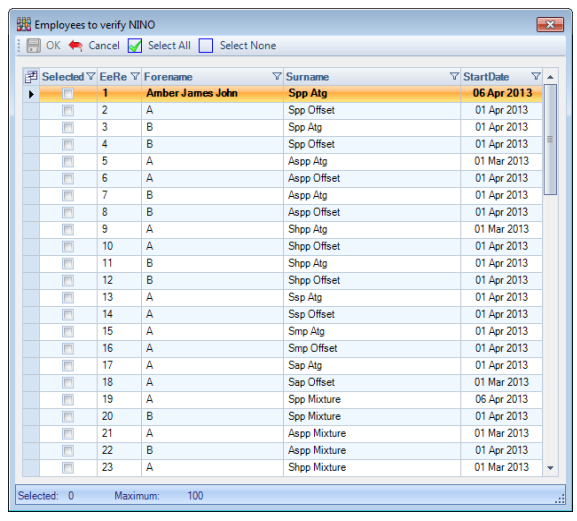 Employees to verify NINO
OK Cancel Select All Select None
Selected EeRe Forename Surname StartDate
1 Amber James John Spp Atg 06 Apr 2013
2 A Spp Offset 01 Apr 2013
3 B Spp Atg 01 Apr 2013
4 B Spp Offset 01 Apr 2013
5 A Aspp Atg 01 Mar 2013
6 A Aspp Offset 01 Apr 2013
7 B Aspp Atg 01 Apr 2013
8 B Aspp Offset 01 Apr 2013
9 A Shpp Atg 01 Mar 2013
10 A Shpp Offset 01 Apr 2013
11 B Shpp Atg 01 Apr 2013
12 B Shpp Offset 01 Apr 2013
13 A Ssp Atg 01 Apr 2013
14 A Ssp Offset 01 Apr 2013
15 A Smp Atg 01 Apr 2013
16 A Smp Offset 01 Apr 2013
17 A Sap Atg 01 Apr 2013
18 A Sap Offset 01 Mar 2013
19 A Spp Mixture 06 Apr 2013
20 B Spp Mixture 01 Apr 2013
21 A Aspp Mixture 01 Mar 2013
22 B Aspp Mixture 01 Apr 2013
23 A Shpp Mixture 01 Mar 2013
Selected: 0 Maximum: 100